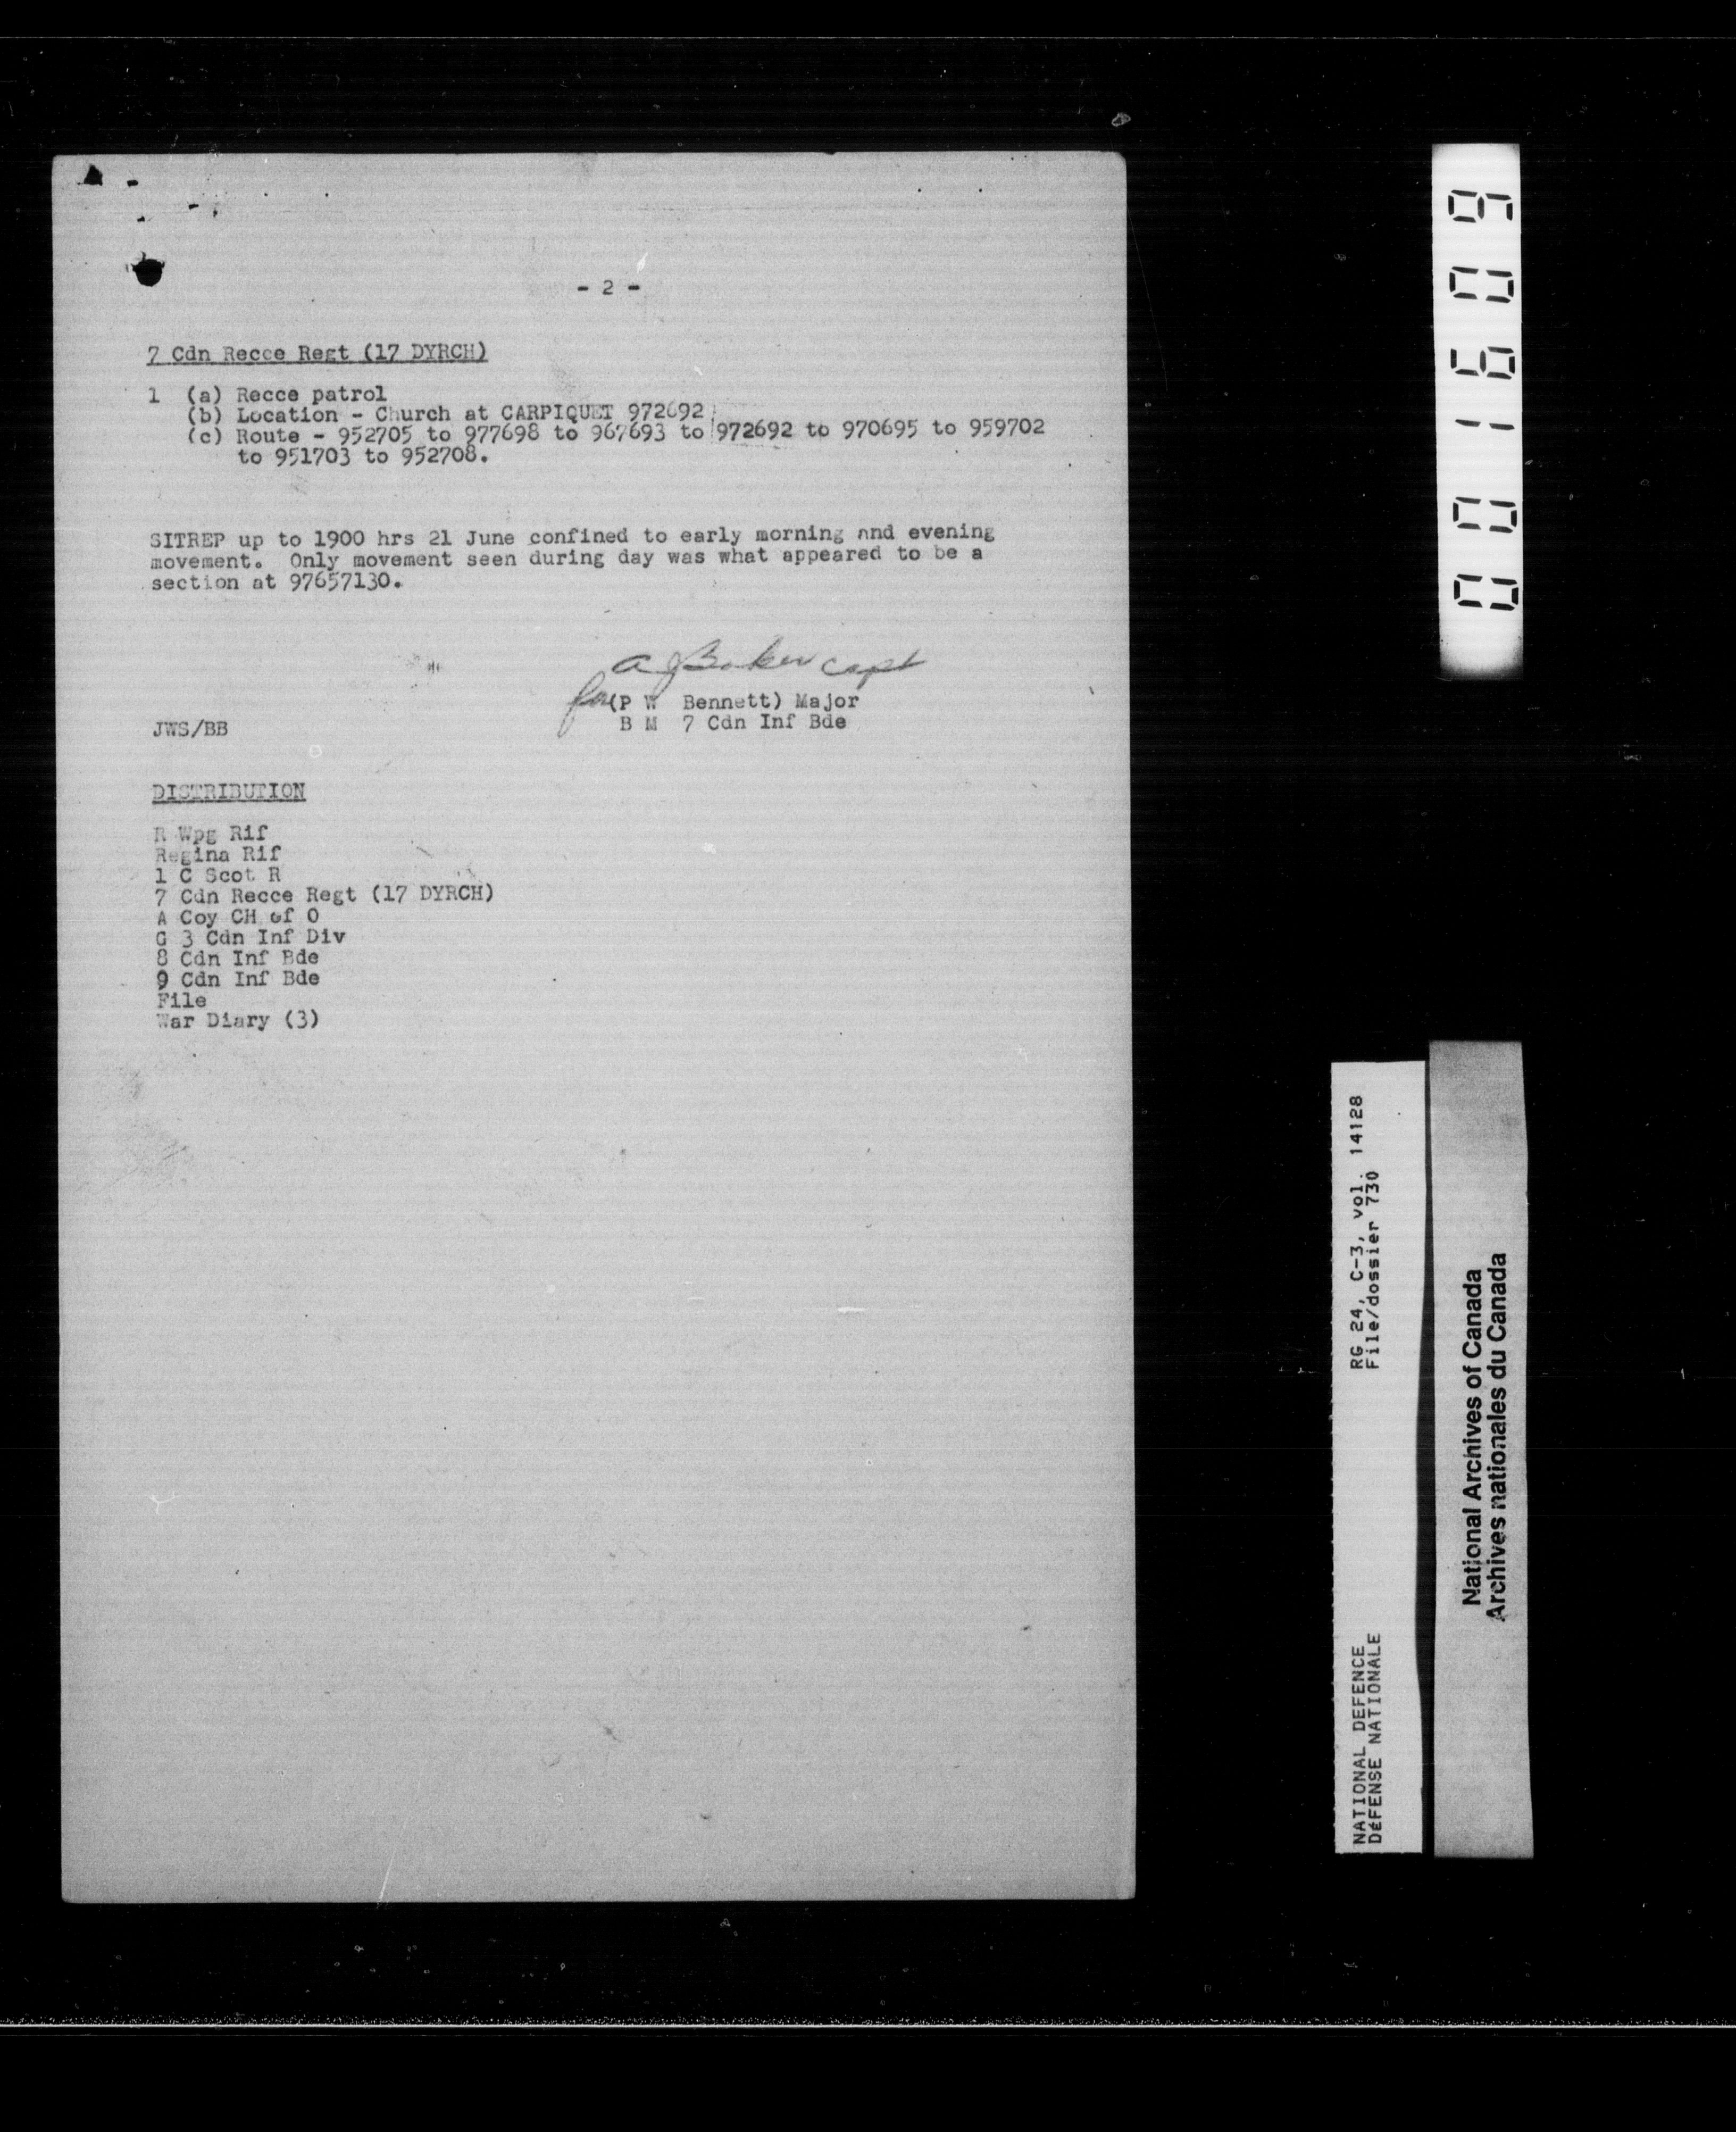 - 2 -
7 Cdn Recce Regt (17 DYRCH)
1 (a) Recce patrol
(b) Location - Church at CARPIQUET 972692
(c) Route - 952705 to 977698 to 967693 to 972692 to 970695 to 959702
to 951703 to 952708.
SITREP up to 1900 hrs 21 June confined to early morning and evening
movement. Only movement seen during day was what appeared to be a
section at 97657130.
A J Baker capt
for (P W Bennett) Major
B M 7 Cdn Inf Bde
JWS/BB
DISTRIBUTION
R Wpg Rif
Regina Rif
1 C Scot R
7 Cdn Recce Regt (17 DYRCH)
A Coy CH of O
G 3 Cdn Inf Div
8 Cdn Inf Bde
9 Cdn Inf Bde
File
War Diary (3)
001609
NATIONAL DEFENCE RG 24, C-3, vol. 14128
DÉFENSE NATIONALE File/dossier 730
National Archives of Canada
Archives nationales du Canada